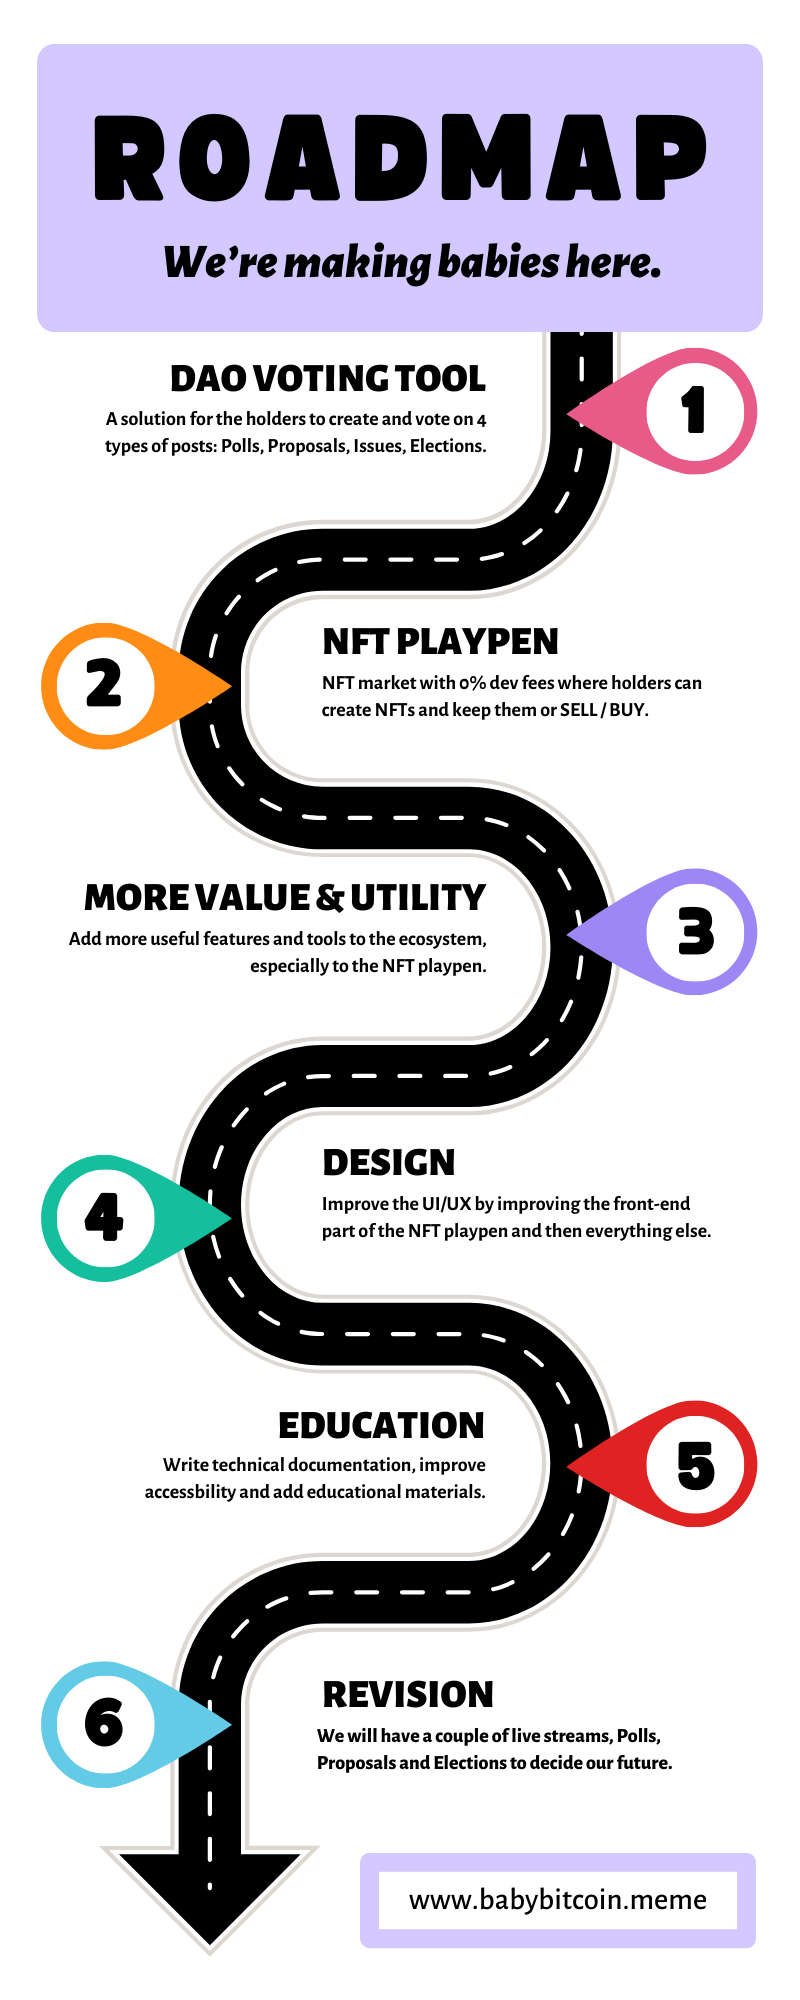 ROADMAP
We're making babies here.
DAO VOTING TOOL
A solution for the holders to create and vote on 4
types of posts: Polls, Proposals, Issues, Elections.
1
2
NFT PLAYPEN
NFT market with 0% dev fees where holders can
create NFTs and keep them or SELL / BUY.
MORE VALUE & UTILITY
Add more useful features and tools to the ecosystem,
especially to the NFT playpen.
3
4
DESIGN
Improve the UI/UX by improving the front-end
part of the NFT playpen and then everything else.
EDUCATION
Write technical documentation, improve
accessbility and add educational materials.
5
6
REVISION
We will have a couple of live streams, Polls,
Proposals and Elections to decide our future.
www.babybitcoin.meme